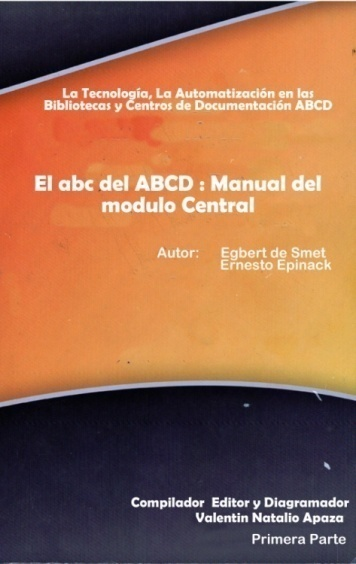 La Tecnología, La Automatización en las
Bibliotecas y Centros de Documentación ABCD
El abc del ABCD : Manual del
modulo Central
Autor: Egbert de Smet
Ernesto Epinack
Compilador Editor y Diagramador
Valentin Natalio Apaza
Primera Parte